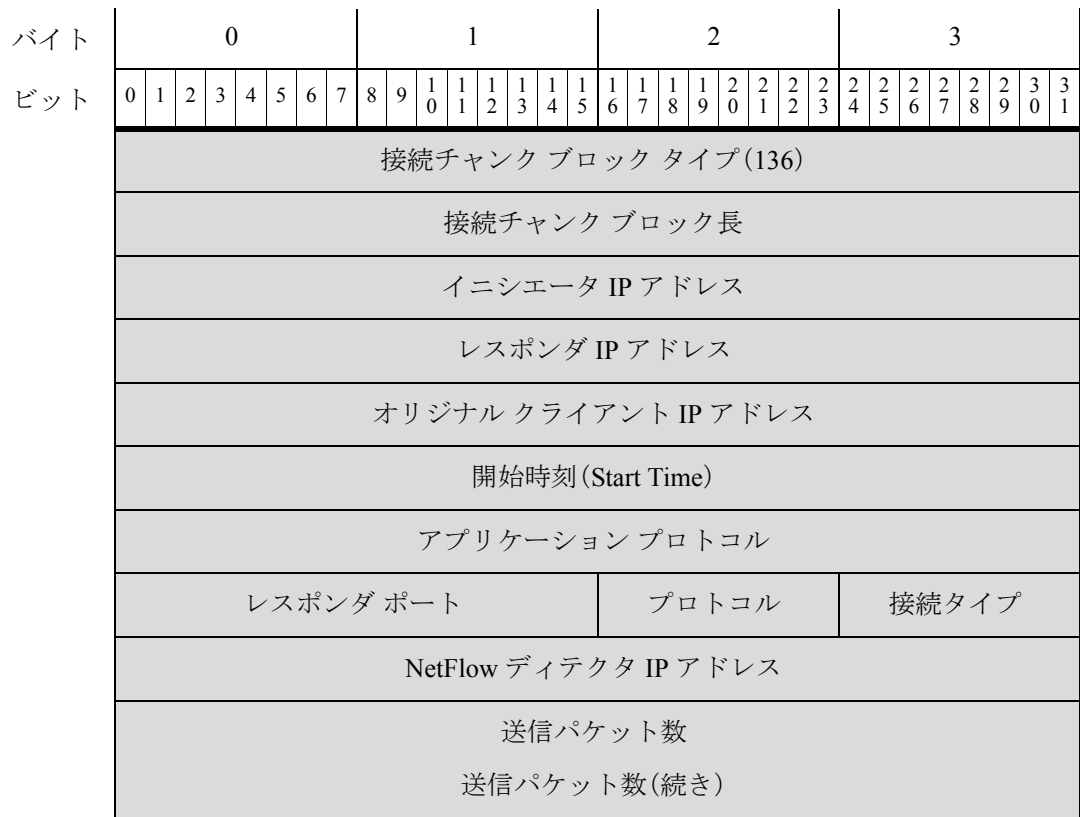 バイト 0 1 2 3
ビット 0 1 2 3 4 5 6 7 8 9 10 11 12 13 14 15 16 17 18 19 20 21 22 23 24 25 26 27 28 29 30 31
接続チャンク ブロック タイプ(136)
接続チャンク ブロック長
イニシエータ IP アドレス
レスポンダ IP アドレス
オリジナル クライアント IP アドレス
開始時刻(Start Time)
アプリケーション プロトコル
レスポンダ ポート プロトコル 接続タイプ
NetFlow ディテクタ IP アドレス
送信パケット数
送信パケット数(続き)